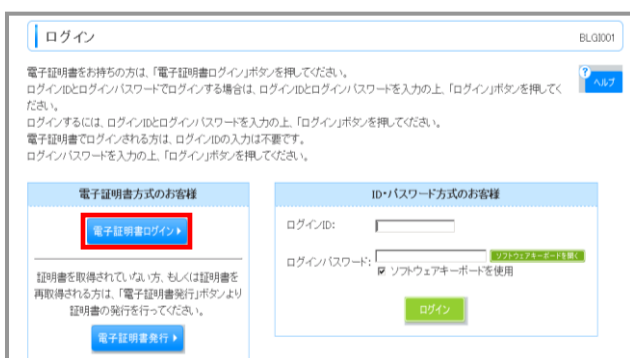 ログイン
BLGI001
電子証明書をお持ちの方は、「電子証明書ログイン」ボタンを押してください。
ログインIDとログインパスワードでログインする場合は、ログインIDとログインパスワードを入力の上、「ログイン」ボタンを押してく
ださい。
ログインするには、ログインIDとログインパスワードを入力の上、「ログイン」ボタンを押してください。
電子証明書でログインされる方は、ログインIDの入力は不要です。
ログインパスワードを入力の上、「ログイン」ボタンを押してください。
? ヘルプ
電子証明書方式のお客様
電子証明書ログイン
証明書を取得されていない方、もしくは証明書を
再取得される方は、「電子証明書発行」ボタンより
証明書の発行を行ってください。
電子証明書発行
ID・パスワード方式のお客様
ログインID:
ログインパスワード:
ソフトウェアキーボードを開く
ソフトウェアキーボードを使用
ログイン